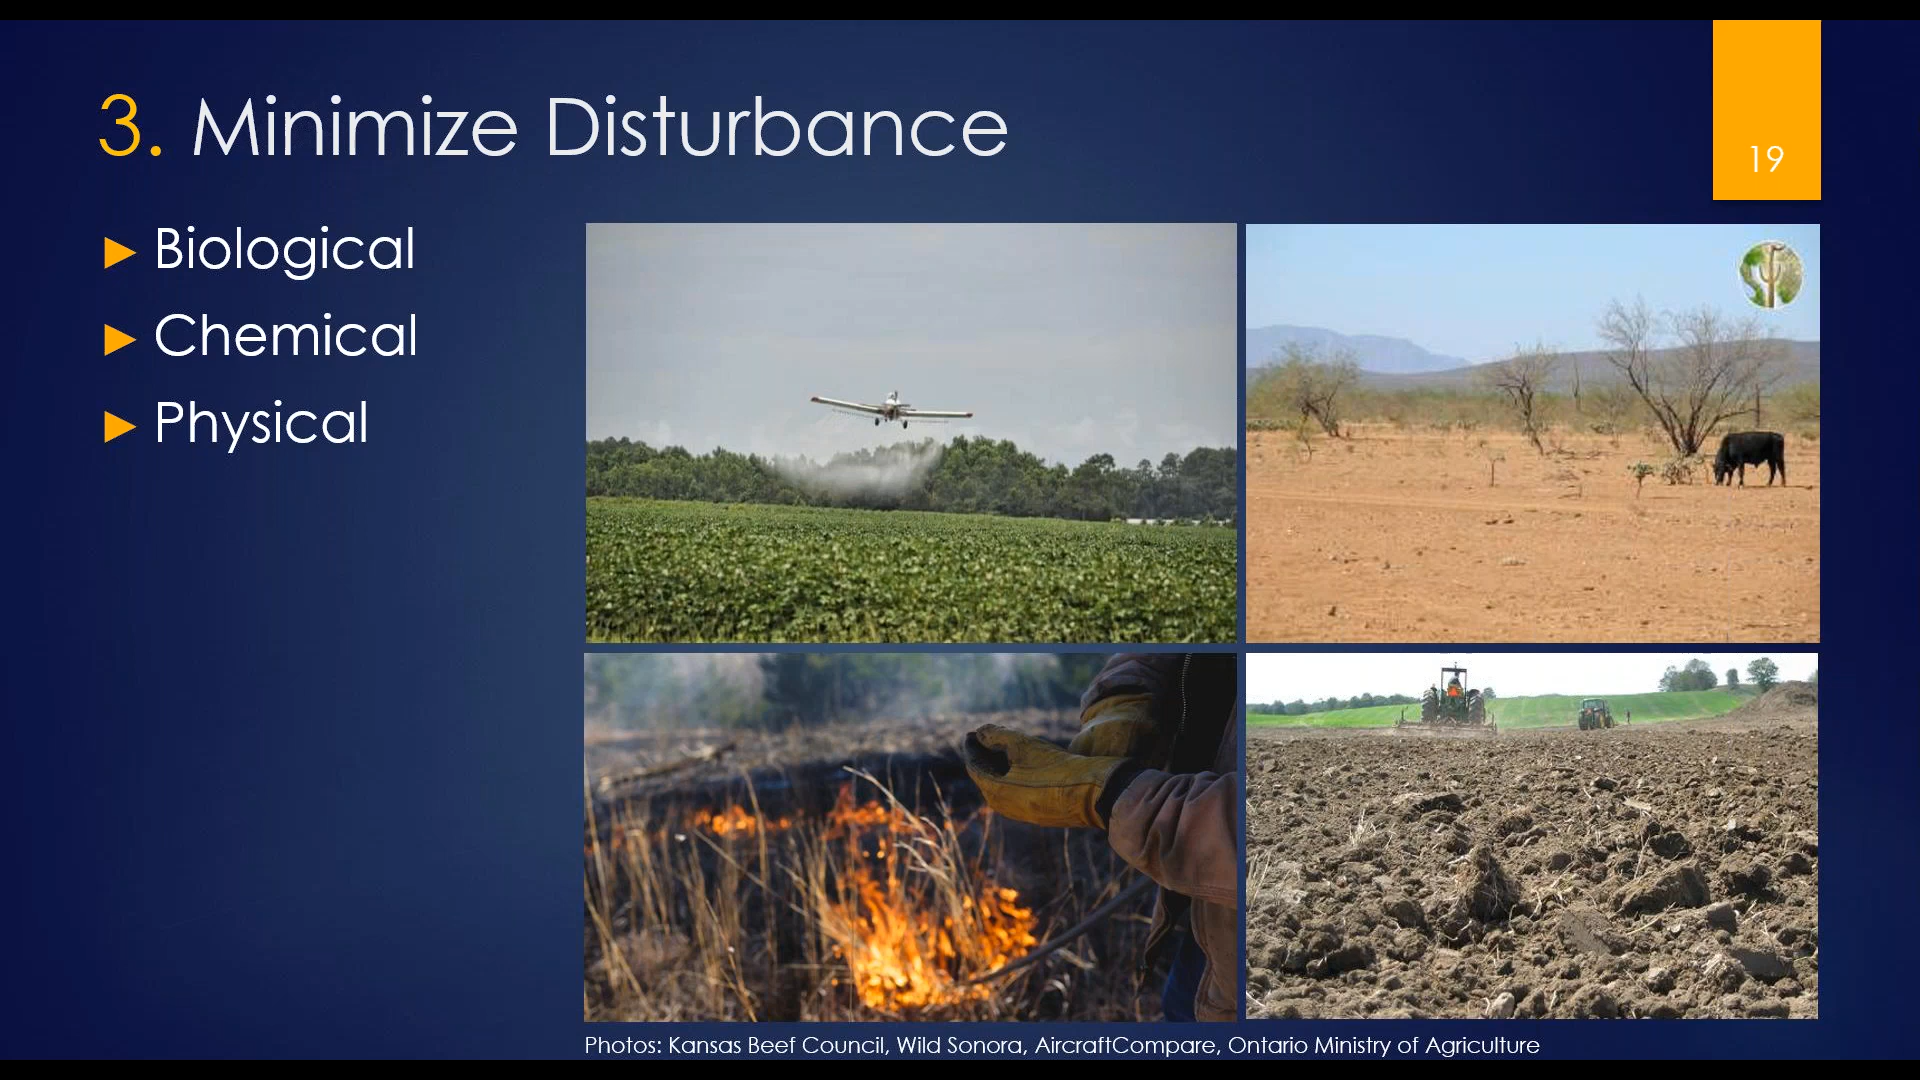 3. Minimize Disturbance
19
► Biological
► Chemical
► Physical
Photos: Kansas Beef Council, Wild Sonora, AircraftCompare, Ontario Ministry of Agriculture